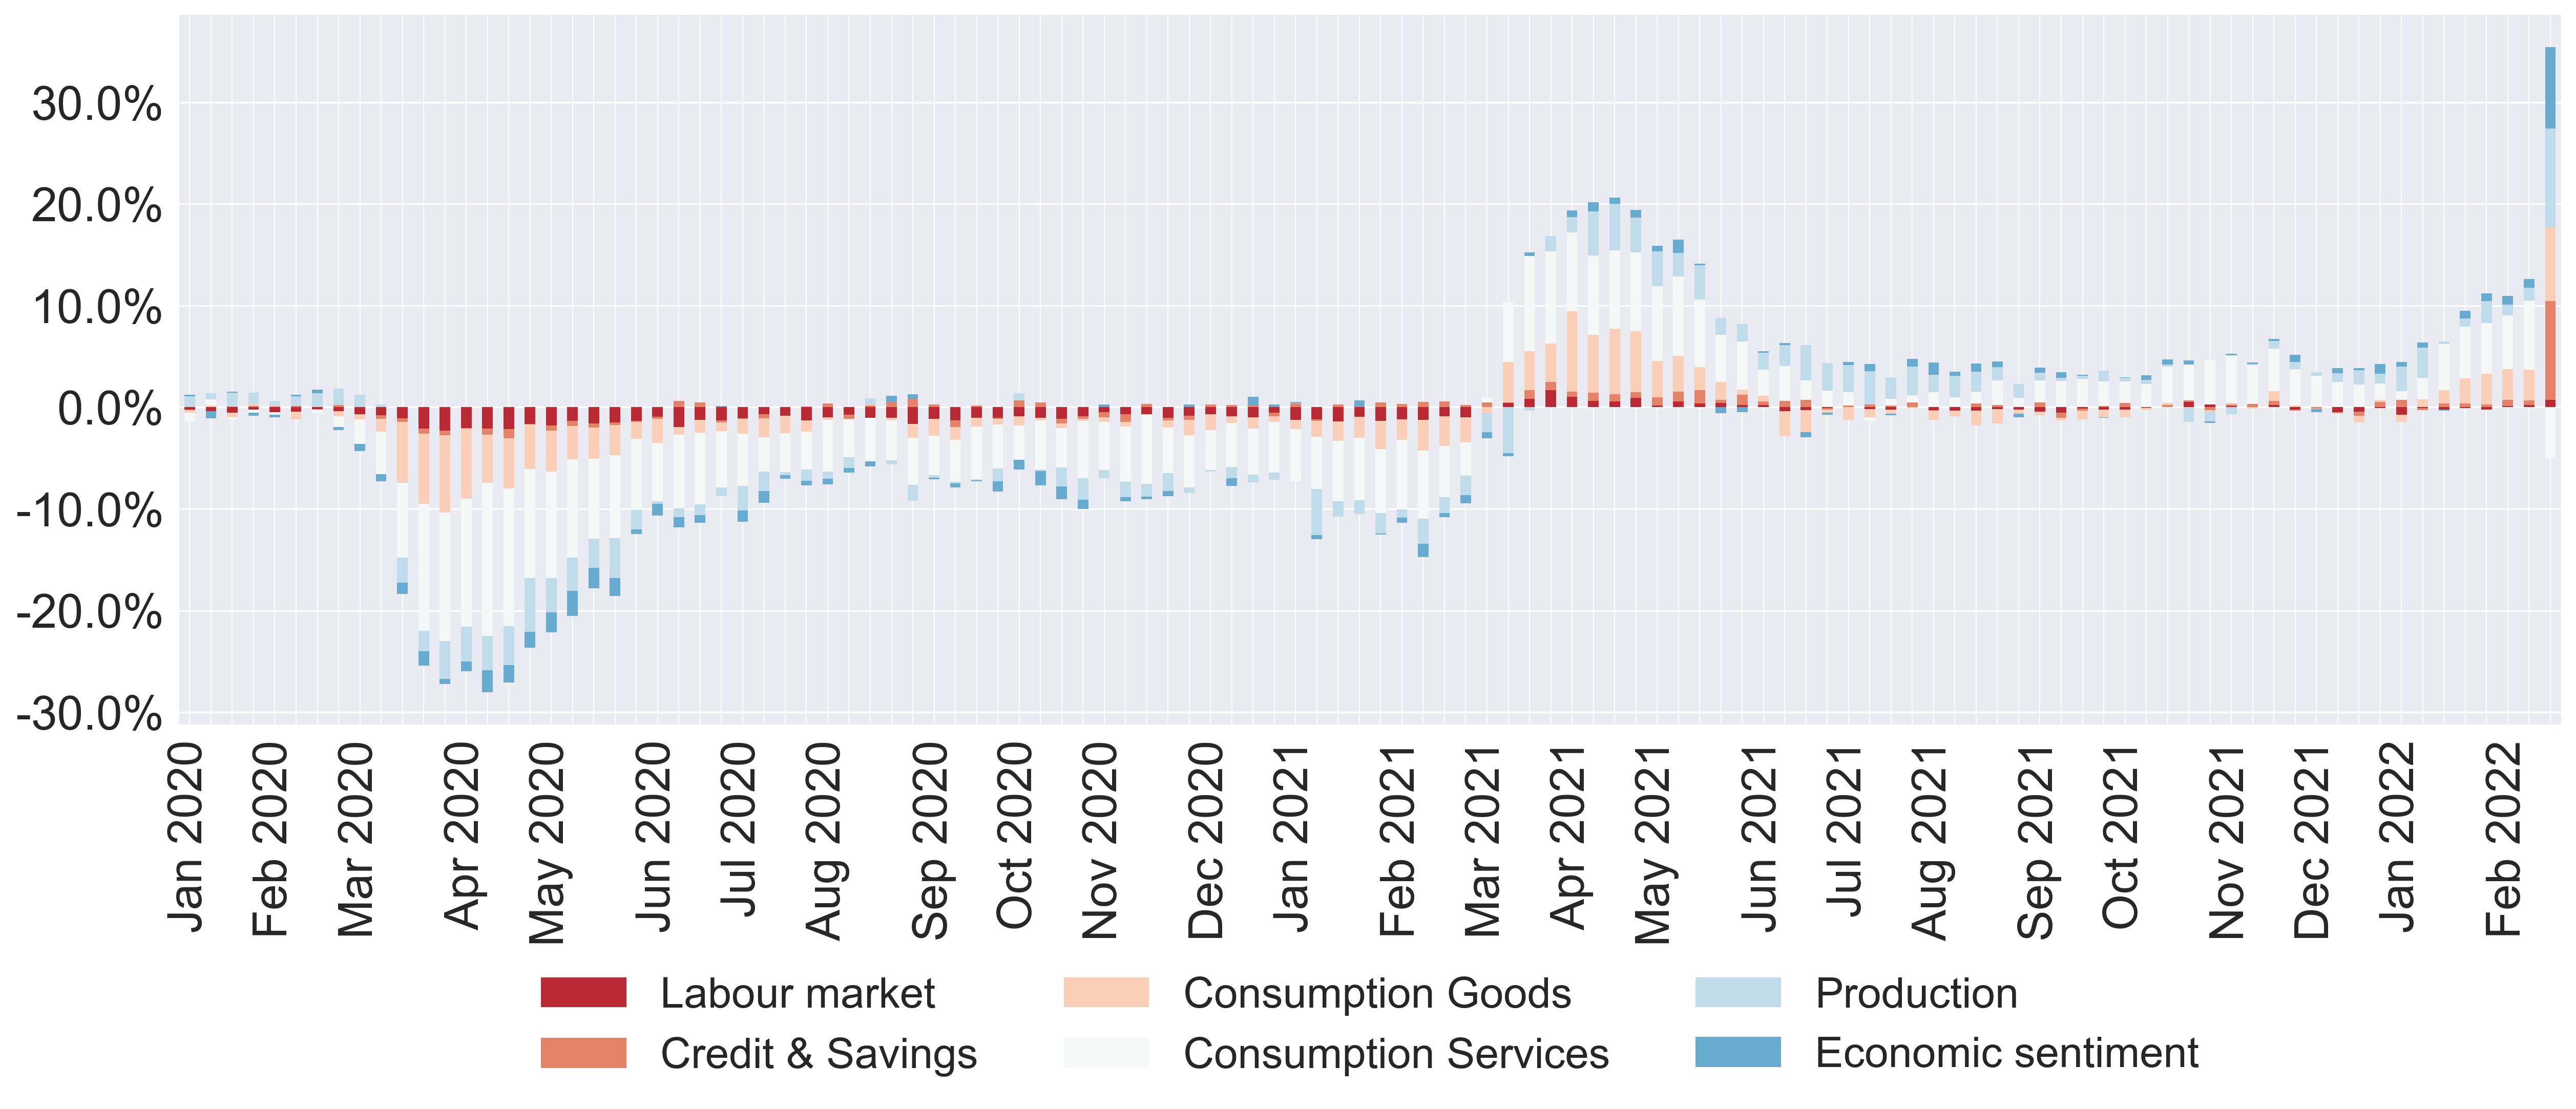 30.0%
20.0%
10.0%
0.0%
-10.0%
-20.0%
-30.0%
Jan 2020
Feb 2020
Mar 2020
Apr 2020
May 2020
Jun 2020
Jul 2020
Aug 2020
Sep 2020
Oct 2020
Nov 2020
Dec 2020
Jan 2021
Feb 2021
Mar 2021
Apr 2021
May 2021
Jun 2021
Jul 2021
Aug 2021
Sep 2021
Oct 2021
Nov 2021
Dec 2021
Jan 2022
Feb 2022
Labour market
Consumption Goods
Production
Credit & Savings
Consumption Services
Economic sentiment